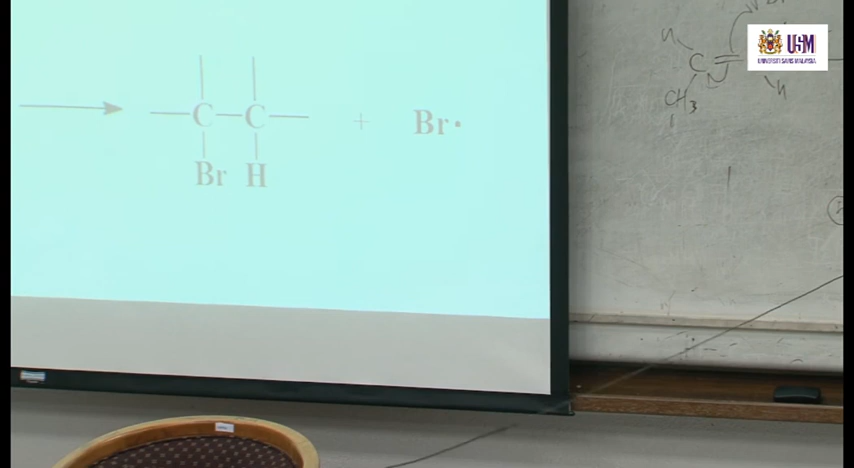 C C + Br·
Br H
H
C
CH3
H
USM
UNIVERSITI SAINS MALAYSIA